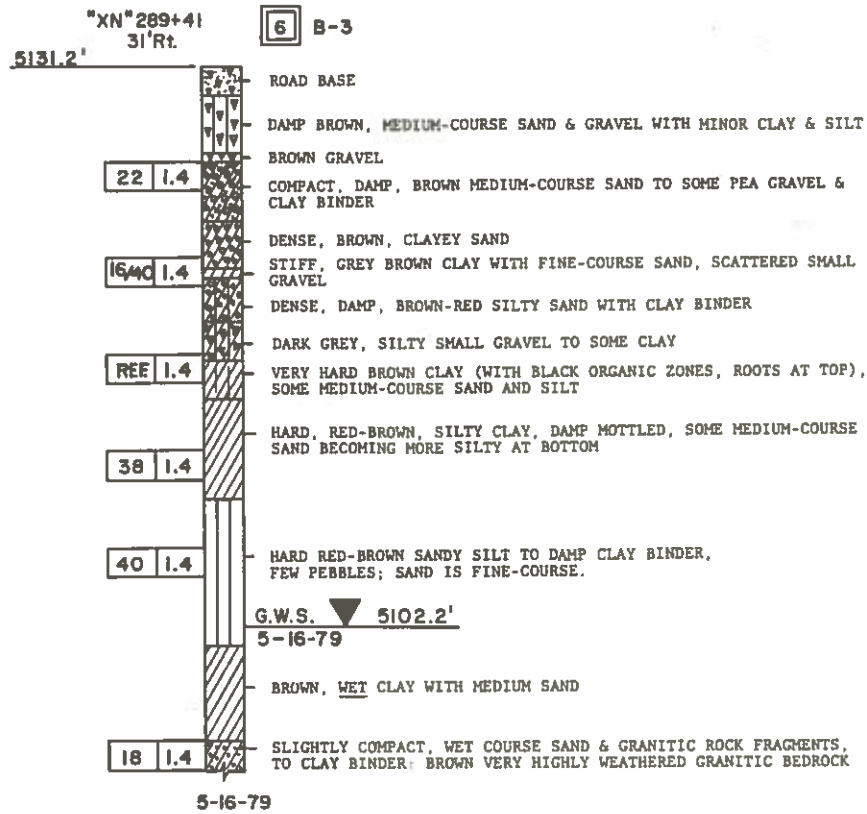 "XN" 289+41
31'Rt.
6 B-3
5131.2'
ROAD BASE
DAMP BROWN, MEDIUM-COURSE SAND & GRAVEL WITH MINOR CLAY & SILT
BROWN GRAVEL
22 1.4
COMPACT, DAMP, BROWN MEDIUM-COURSE SAND TO SOME PEA GRAVEL &
CLAY BINDER
DENSE, BROWN, CLAYEY SAND
16/40 1.4
STIFF, GREY BROWN CLAY WITH FINE-COURSE SAND, SCATTERED SMALL
GRAVEL
DENSE, DAMP, BROWN-RED SILTY SAND WITH CLAY BINDER
DARK GREY, SILTY SMALL GRAVEL TO SOME CLAY
REF 1.4
VERY HARD BROWN CLAY (WITH BLACK ORGANIC ZONES, ROOTS AT TOP),
SOME MEDIUM-COURSE SAND AND SILT
HARD, RED-BROWN, SILTY CLAY, DAMP MOTTLED, SOME MEDIUM-COURSE
SAND BECOMING MORE SILTY AT BOTTOM
38 1.4
40 1.4
HARD RED-BROWN SANDY SILT TO DAMP CLAY BINDER,
FEW PEBBLES; SAND IS FINE-COURSE.
G.W.S. 5102.2'
5-16-79
BROWN, WET CLAY WITH MEDIUM SAND
18 1.4
SLIGHTLY COMPACT, WET COURSE SAND & GRANITIC ROCK FRAGMENTS,
TO CLAY BINDER; BROWN VERY HIGHLY WEATHERED GRANITIC BEDROCK
5-16-79